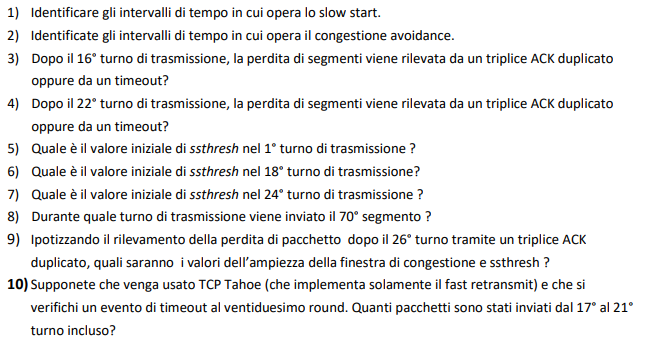 1) Identificare gli intervalli di tempo in cui opera lo slow start.
2) Identificate gli intervalli di tempo in cui opera il congestione avoidance.
3) Dopo il 16° turno di trasmissione, la perdita di segmenti viene rilevata da un triplice ACK duplicato
oppure da un timeout?
4) Dopo il 22° turno di trasmissione, la perdita di segmenti viene rilevata da un triplice ACK duplicato
oppure da un timeout?
5) Quale è il valore iniziale di ssthresh nel 1° turno di trasmissione ?
6) Quale è il valore iniziale di ssthresh nel 18° turno di trasmissione?
7) Quale è il valore iniziale di ssthresh nel 24° turno di trasmissione ?
8) Durante quale turno di trasmissione viene inviato il 70° segmento ?
9) Ipotizzando il rilevamento della perdita di pacchetto dopo il 26° turno tramite un triplice ACK
duplicato, quali saranno i valori dell'ampiezza della finestra di congestione e ssthresh ?
10) Supponete che venga usato TCP Tahoe (che implementa solamente il fast retransmit) e che si
verifichi un evento di timeout al ventiduesimo round. Quanti pacchetti sono stati inviati dal 17° al 21°
turno incluso?